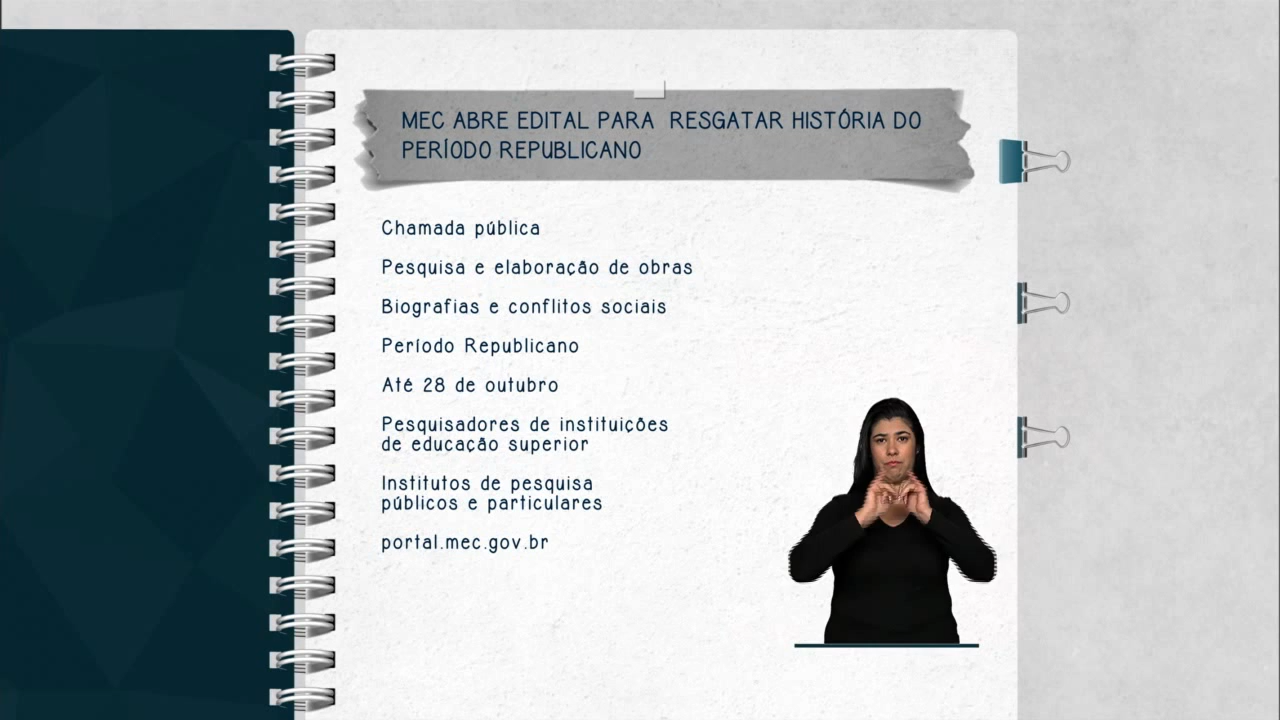 MEC ABRE EDITAL PARA RESGATAR HISTÓRIA DO
PERÍODO REPUBLICANO
Chamada pública
Pesquisa e elaboração de obras
Biografias e conflitos sociais
Período Republicano
Até 28 de outubro
Pesquisadores de instituições
de educação superior
Institutos de pesquisa
públicos e particulares
portal.mec.gov.br